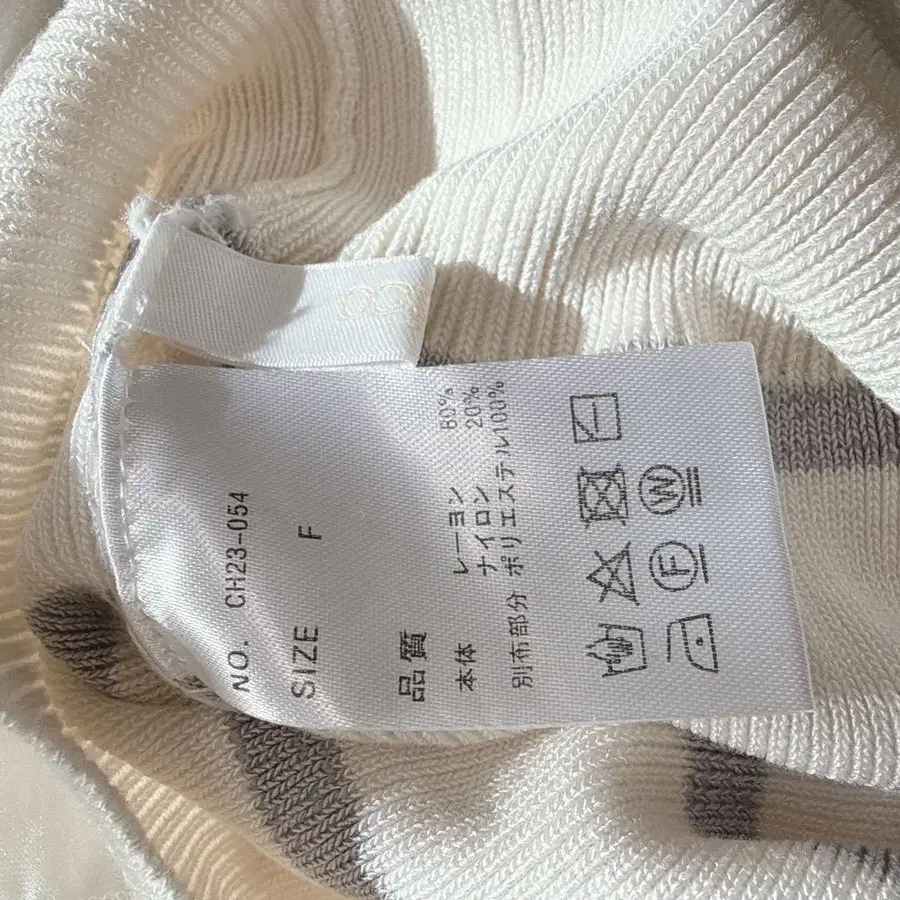 NO. CH23-054
SIZE F
品質
本体 レーヨン 80%
ナイロン 20%
別布部分 ポリエステル100%
W
F